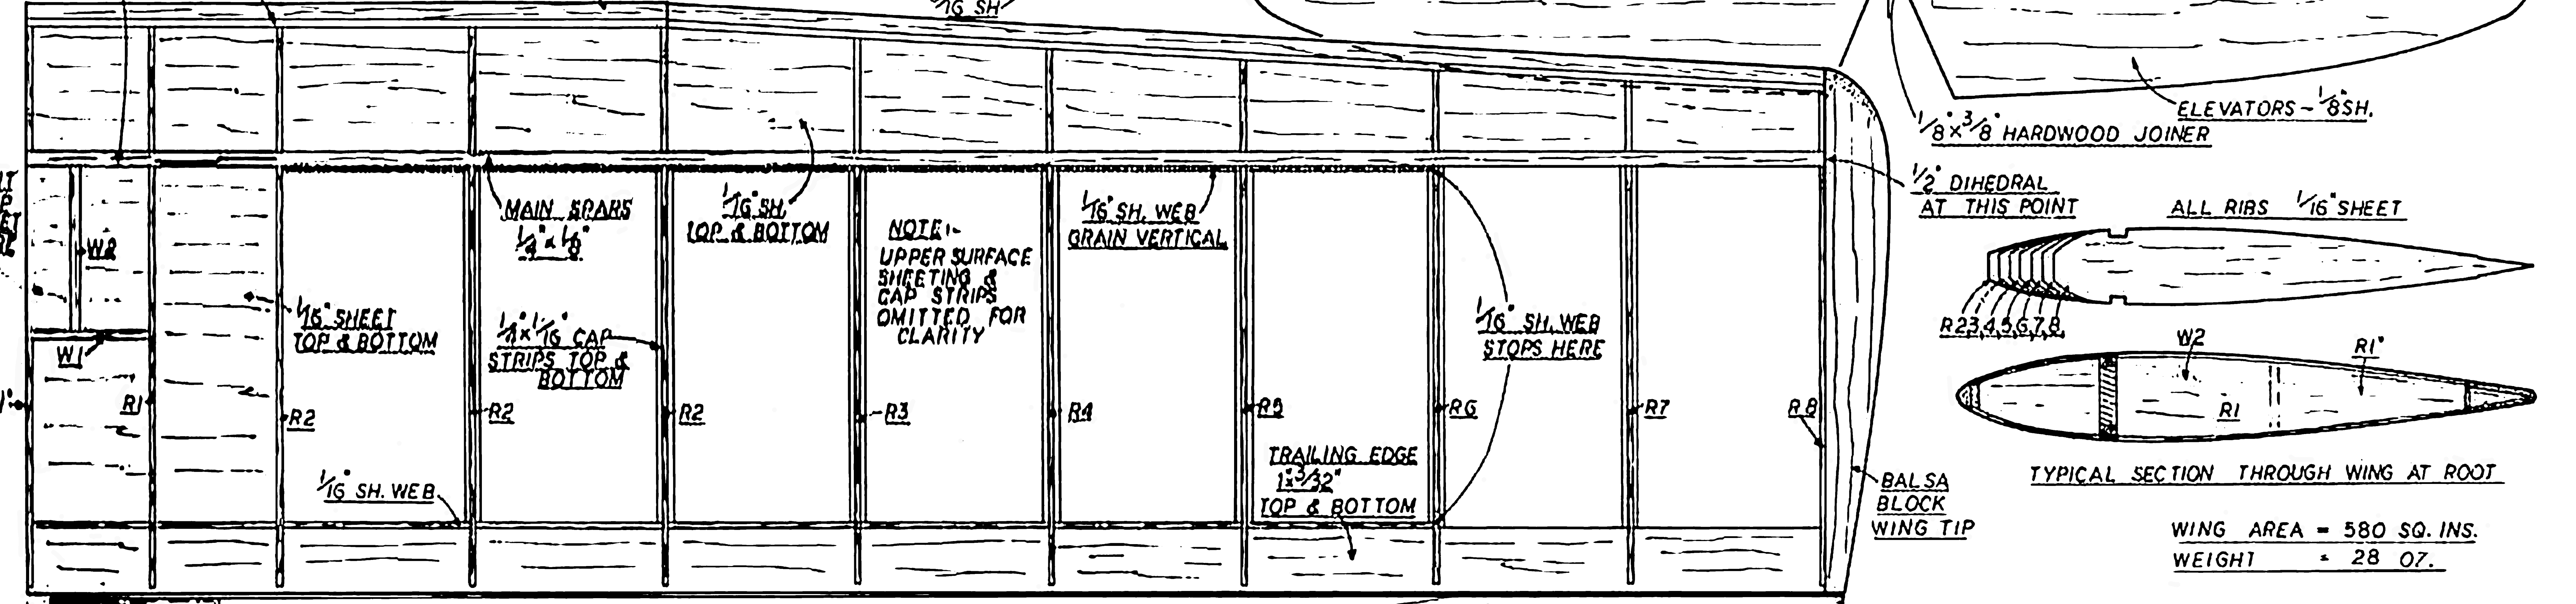 1/16 SH
ELEVATORS - 1/8" SH.
1/8" x 3/8" HARDWOOD JOINER
1/2" DIHEDRAL
AT THIS POINT
ALL RIBS 1/16" SHEET
MAIN SPARS
1/4" x 1/8"
1/16" SH.
TOP & BOTTOM
NOTE:-
UPPER SURFACE
SHEETING &
CAP STRIPS
OMITTED FOR
CLARITY
1/16" SH. WEB
GRAIN VERTICAL
W2
1/16" SHEET
TOP & BOTTOM
W1
CAP
STRIPS TOP &
BOTTOM
1/16" SH. WEB
STOPS HERE
R 2,3,4,5,6,7,8,
W2
R1"
R1
R1
R2
R2
R2
R3
R4
R5
R6
R7
R8
1/16 SH. WEB
TRAILING EDGE
1" x 3/32"
TOP & BOTTOM
BALSA
BLOCK
WING TIP
TYPICAL SECTION THROUGH WING AT ROOT
WING AREA = 580 SQ. INS.
WEIGHT = 28 OZ.